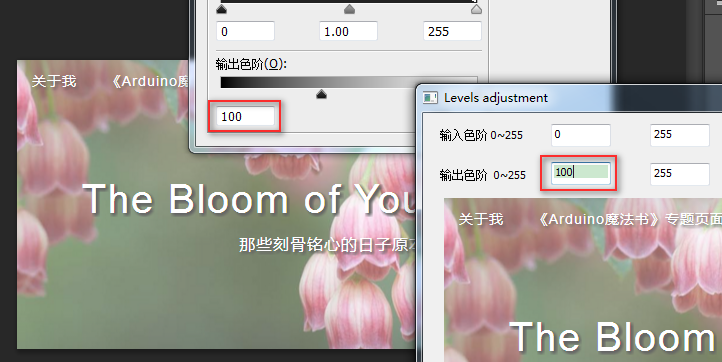 0
1.00
255
输出色阶(O):
100
关于我
《Arduino魔
The Bloom of You
那些刻骨铭心的日子原本
Levels adjustment
输入色阶 0~255
0
255
输出色阶 0~255
100
255
关于我
《Arduino魔法书》专题页面
The Bloom